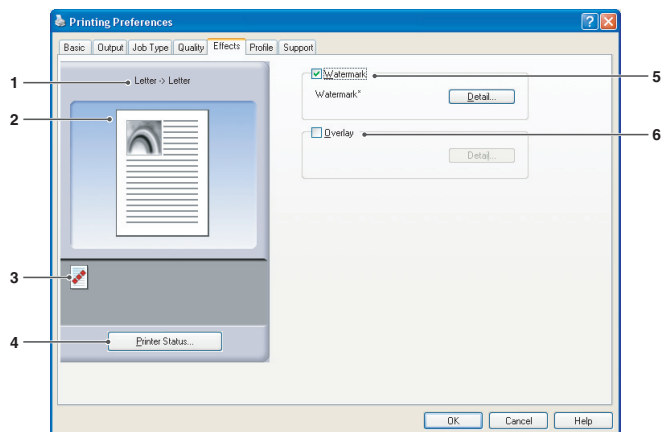 Printing Preferences
Basic Output Job Type Quality Effects Profile Support
1 Letter -> Letter
2
3
4 Printer Status...
Watermark 5
Watermark* Detail...
Overlay 6
Detail...
OK Cancel Help